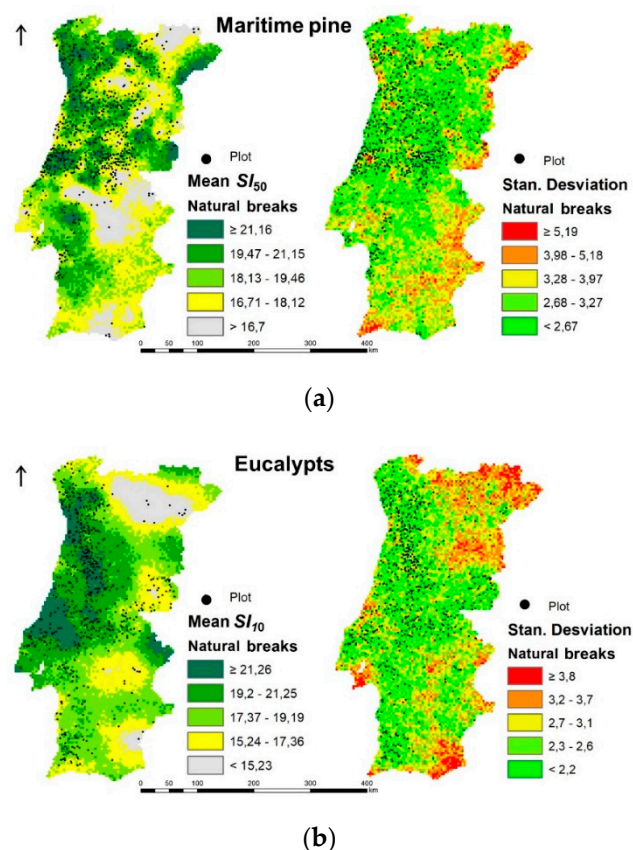 Maritime pine
Plot
Mean SI50
Natural breaks
≥ 21,16
19,47 - 21,15
18,13 - 19,46
16,71 - 18,12
> 16,7
Plot
Stan. Desviation
Natural breaks
≥ 5,19
3,98 - 5,18
3,28 - 3,97
2,68 - 3,27
< 2,67
0 25 50 100 200 300 400
km
(a)
Eucalypts
Plot
Mean SI10
Natural breaks
≥ 21,26
19,2 - 21,25
17,37 - 19,19
15,24 - 17,36
< 15,23
Plot
Stan. Desviation
Natural breaks
≥ 3,8
3,2 - 3,7
2,7 - 3,1
2,3 - 2,6
< 2,2
0 25 50 100 200 300 400
km
(b)